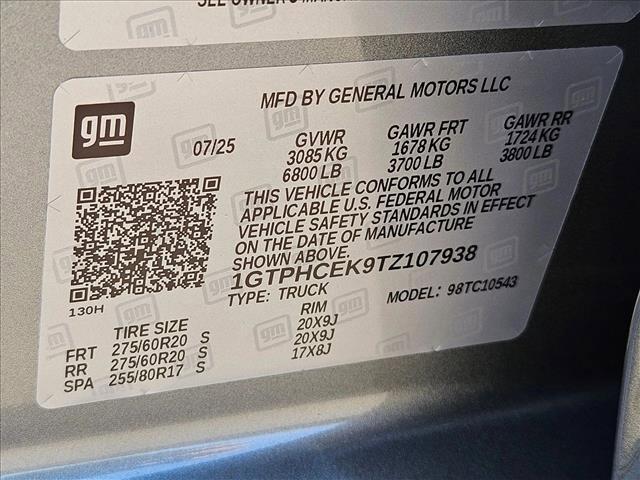 SEE OWNER'S MANUAL
gm
MFD BY GENERAL MOTORS LLC
07/25 GVWR GAWR FRT GAWR RR
3085 KG 1678 KG 1724 KG
6800 LB 3700 LB 3800 LB
THIS VEHICLE CONFORMS TO ALL
APPLICABLE U.S. FEDERAL MOTOR
VEHICLE SAFETY STANDARDS IN EFFECT
ON THE DATE OF MANUFACTURE
SHOWN ABOVE.
1GTPHCEK9TZ107938
TYPE: TRUCK MODEL: 98TC10543
130H
TIRE SIZE RIM
FRT 275/60R20 S 20X9J
RR 275/60R20 S 20X9J
SPA 255/80R17 S 17X8J